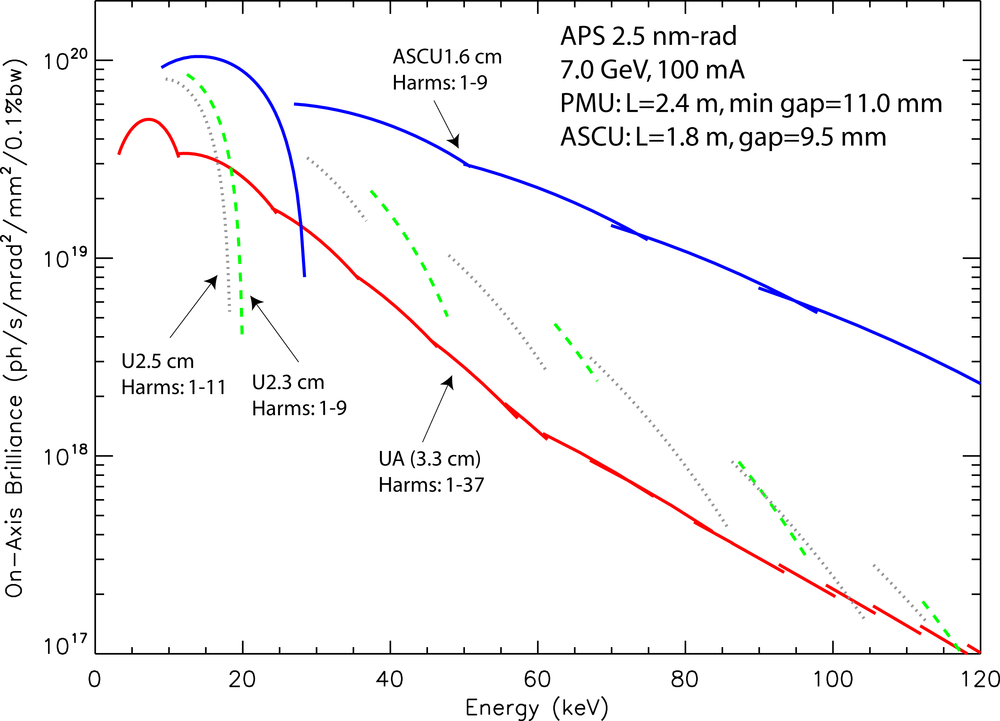 APS 2.5 nm-rad
7.0 GeV, 100 mA
PMU: L=2.4 m, min gap=11.0 mm
ASCU: L=1.8 m, gap=9.5 mm
ASCU1.6 cm
Harms: 1-9
U2.5 cm
Harms: 1-11
U2.3 cm
Harms: 1-9
UA (3.3 cm)
Harms: 1-37
On-Axis Brilliance (ph/s/mrad²/mm²/0.1%bw)
10²⁰
10¹⁹
10¹⁸
10¹⁷
0 20 40 60 80 100 120
Energy (keV)